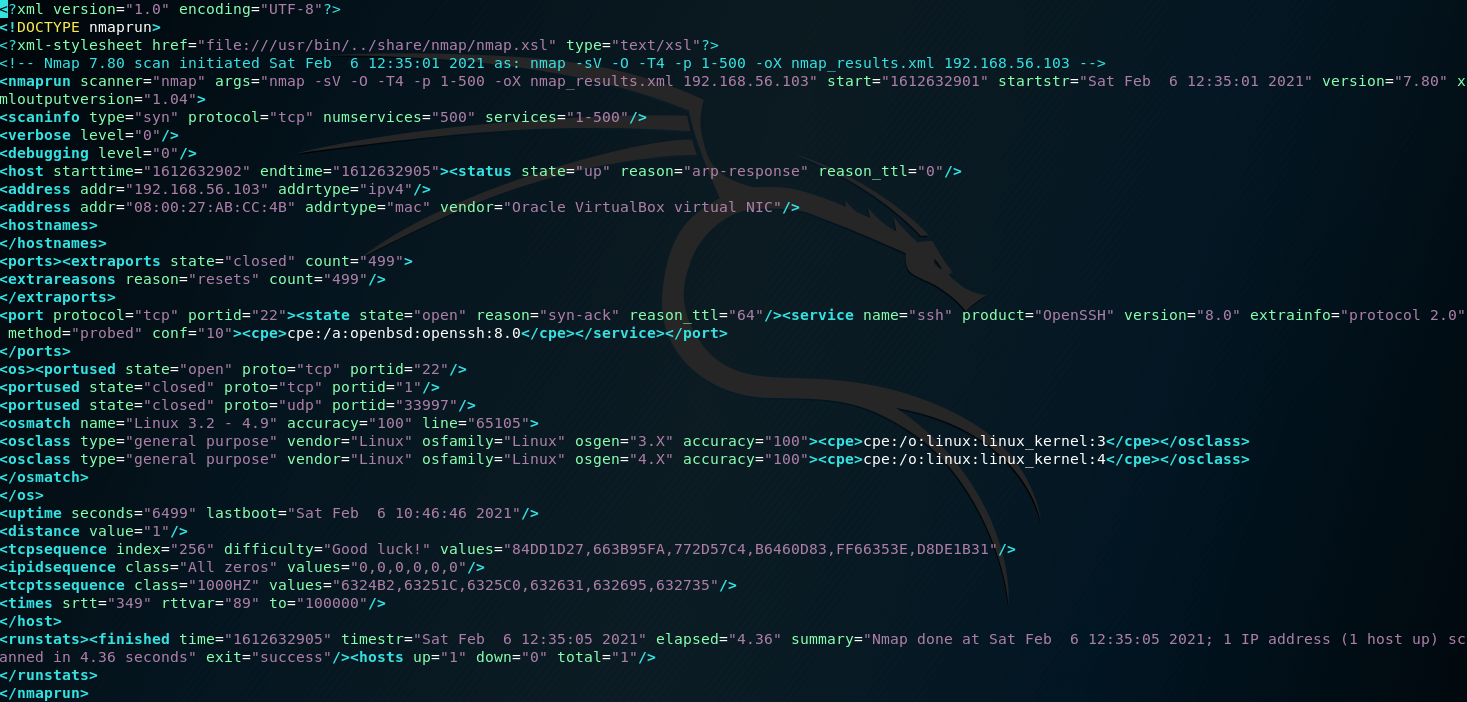 <?xml version="1.0" encoding="UTF-8"?>
<!DOCTYPE nmaprun>
<?xml-stylesheet href="file:///usr/bin/../share/nmap/nmap.xsl" type="text/xsl"?>
<!-- Nmap 7.80 scan initiated Sat Feb  6 12:35:01 2021 as: nmap -sV -O -T4 -p 1-500 -oX nmap_results.xml 192.168.56.103 -->
<nmaprun scanner="nmap" args="nmap -sV -O -T4 -p 1-500 -oX nmap_results.xml 192.168.56.103" start="1612632901" startstr="Sat Feb  6 12:35:01 2021" version="7.80" x
mloutputversion="1.04">
<scaninfo type="syn" protocol="tcp" numservices="500" services="1-500"/>
<verbose level="0"/>
<debugging level="0"/>
<host starttime="1612632902" endtime="1612632905"><status state="up" reason="arp-response" reason_ttl="0"/>
<address addr="192.168.56.103" addrtype="ipv4"/>
<address addr="08:00:27:AB:CC:4B" addrtype="mac" vendor="Oracle VirtualBox virtual NIC"/>
<hostnames>
</hostnames>
<ports><extraports state="closed" count="499">
<extrareasons reason="resets" count="499"/>
</extraports>
<port protocol="tcp" portid="22"><state state="open" reason="syn-ack" reason_ttl="64"/><service name="ssh" product="OpenSSH" version="8.0" extrainfo="protocol 2.0"
 method="probed" conf="10"><cpe>cpe:/a:openbsd:openssh:8.0</cpe></service></port>
</ports>
<os><portused state="open" proto="tcp" portid="22"/>
<portused state="closed" proto="tcp" portid="1"/>
<portused state="closed" proto="udp" portid="33997"/>
<osmatch name="Linux 3.2 - 4.9" accuracy="100" line="65105">
<osclass type="general purpose" vendor="Linux" osfamily="Linux" osgen="3.X" accuracy="100"><cpe>cpe:/o:linux:linux_kernel:3</cpe></osclass>
<osclass type="general purpose" vendor="Linux" osfamily="Linux" osgen="4.X" accuracy="100"><cpe>cpe:/o:linux:linux_kernel:4</cpe></osclass>
</osmatch>
</os>
<uptime seconds="6499" lastboot="Sat Feb  6 10:46:46 2021"/>
<distance value="1"/>
<tcpsequence index="256" difficulty="Good luck!" values="84DD1D27,663B95FA,772D57C4,B6460D83,FF66353E,D8DE1B31"/>
<ipidsequence class="All zeros" values="0,0,0,0,0,0"/>
<tcptssequence class="1000HZ" values="6324B2,63251C,6325C0,632631,632695,632735"/>
<times srtt="349" rttvar="89" to="100000"/>
</host>
<runstats><finished time="1612632905" timestr="Sat Feb  6 12:35:05 2021" elapsed="4.36" summary="Nmap done at Sat Feb  6 12:35:05 2021; 1 IP address (1 host up) sc
anned in 4.36 seconds" exit="success"/><hosts up="1" down="0" total="1"/>
</runstats>
</nmaprun>